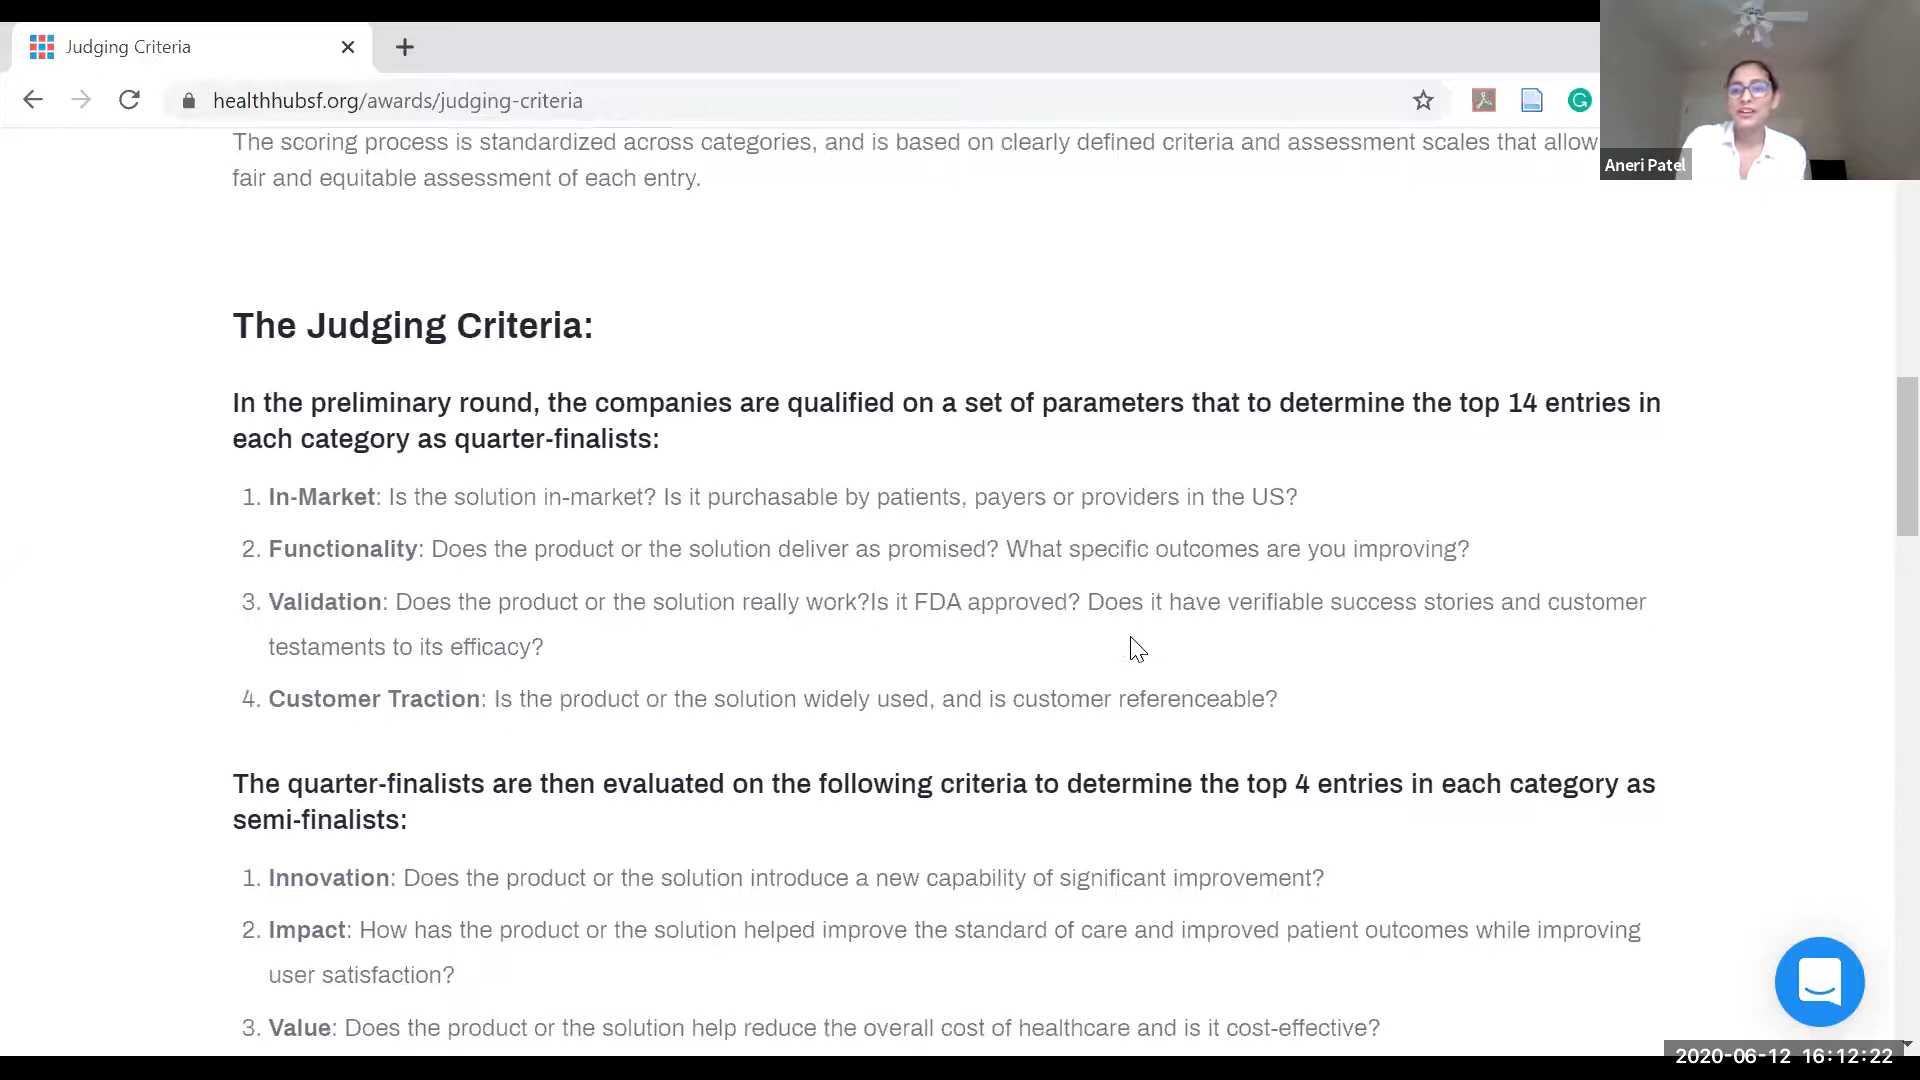 Judging Criteria
healthhubsf.org/awards/judging-criteria
Aneri Patel
The scoring process is standardized across categories, and is based on clearly defined criteria and assessment scales that allow
fair and equitable assessment of each entry.
The Judging Criteria:
In the preliminary round, the companies are qualified on a set of parameters that to determine the top 14 entries in
each category as quarter-finalists:
1. In-Market: Is the solution in-market? Is it purchasable by patients, payers or providers in the US?
2. Functionality: Does the product or the solution deliver as promised? What specific outcomes are you improving?
3. Validation: Does the product or the solution really work?Is it FDA approved? Does it have verifiable success stories and customer
testaments to its efficacy?
4. Customer Traction: Is the product or the solution widely used, and is customer referenceable?
The quarter-finalists are then evaluated on the following criteria to determine the top 4 entries in each category as
semi-finalists:
1. Innovation: Does the product or the solution introduce a new capability of significant improvement?
2. Impact: How has the product or the solution helped improve the standard of care and improved patient outcomes while improving
user satisfaction?
3. Value: Does the product or the solution help reduce the overall cost of healthcare and is it cost-effective?
2020-06-12 16:12:22